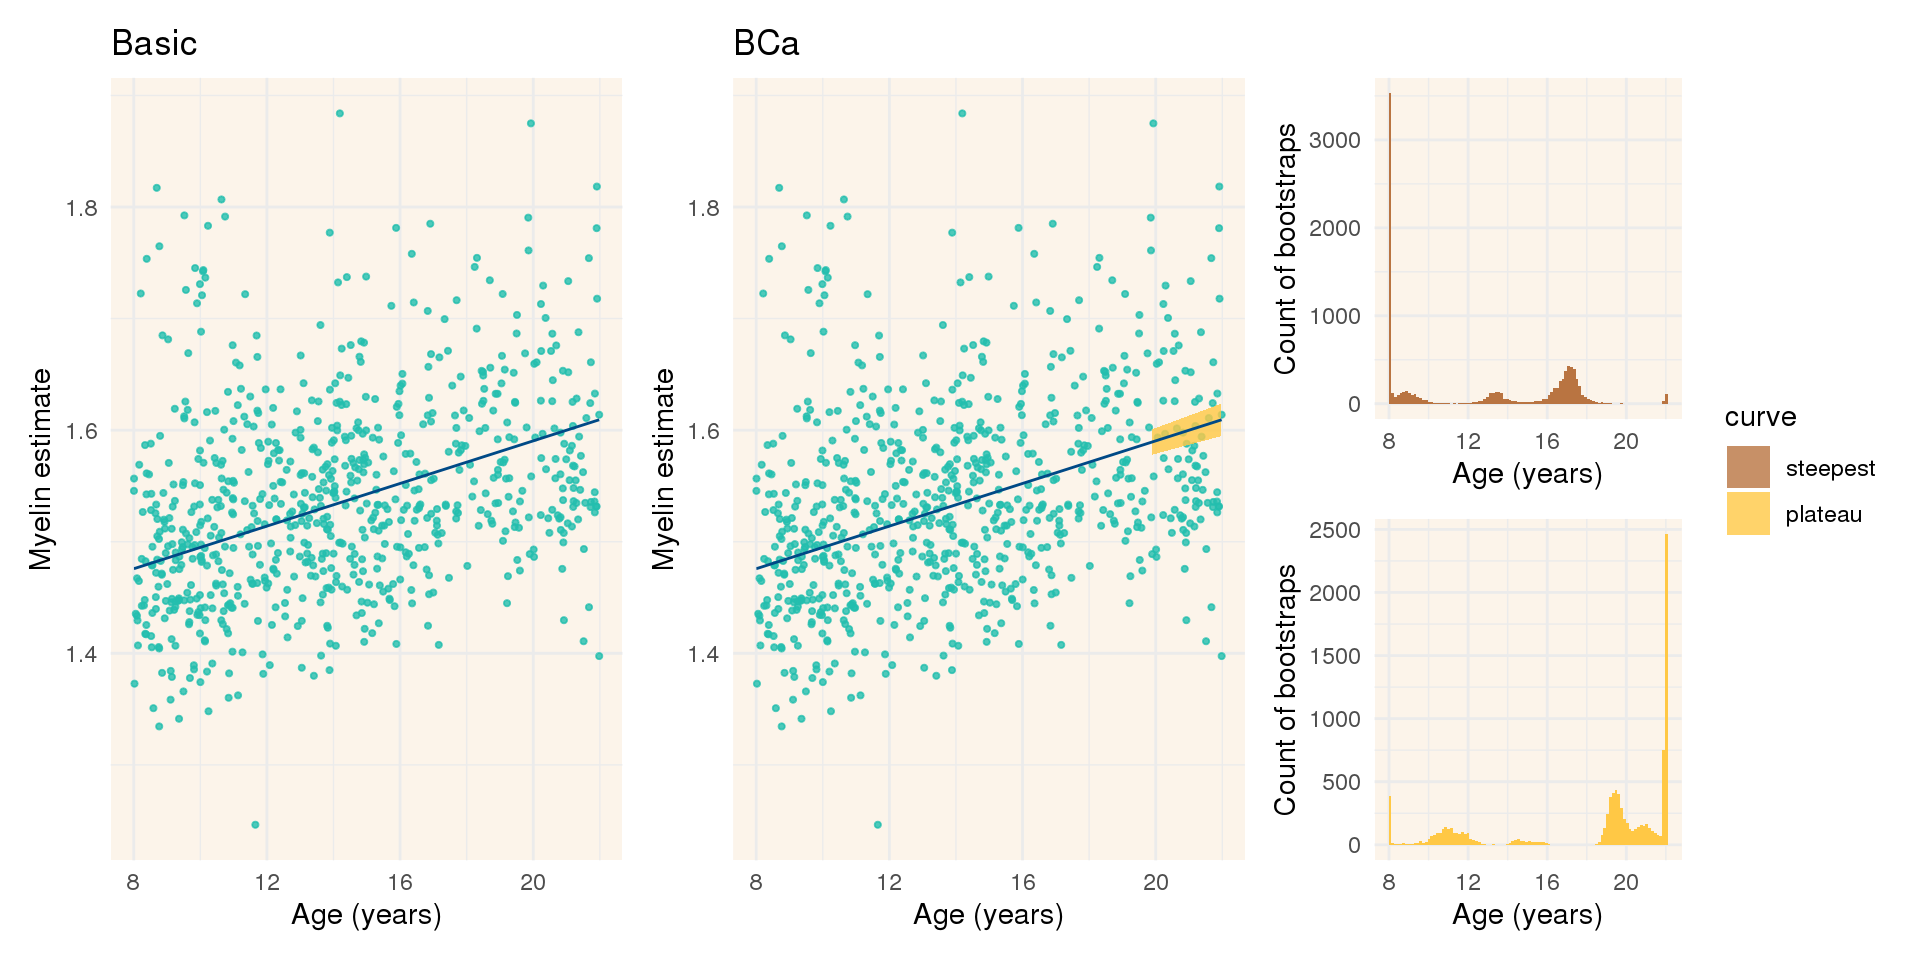 Basic
Myelin estimate
1.8
1.6
1.4
8 12 16 20
Age (years)
BCa
Myelin estimate
1.8
1.6
1.4
8 12 16 20
Age (years)
Count of bootstraps
3000
2000
1000
0
8 12 16 20
Age (years)
Count of bootstraps
2500
2000
1500
1000
500
0
8 12 16 20
Age (years)
curve
steepest
plateau